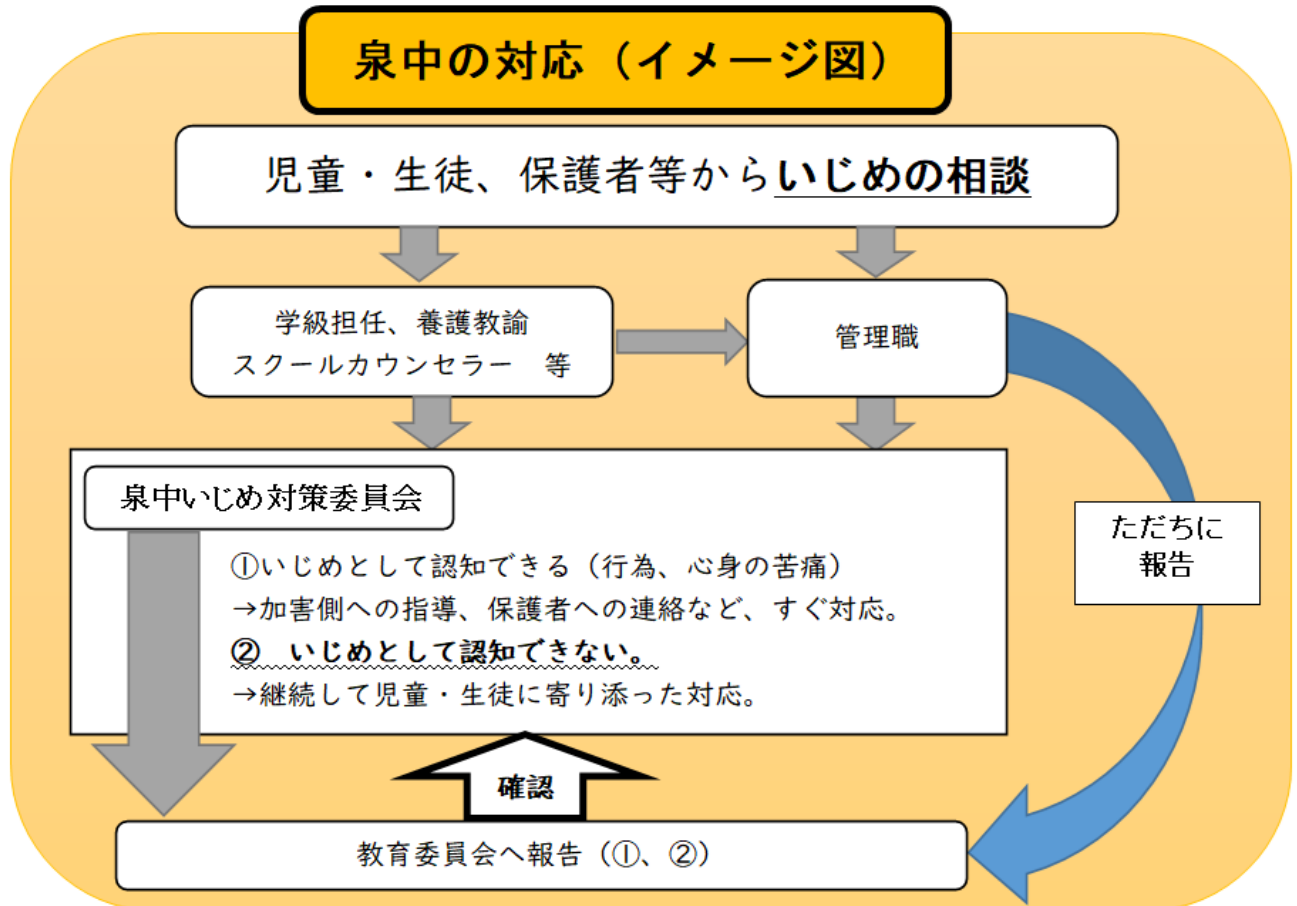 泉中の対応（イメージ図）
児童・生徒、保護者等からいじめの相談
学級担任、養護教諭
スクールカウンセラー　等
管理職
泉中いじめ対策委員会
①いじめとして認知できる（行為、心身の苦痛）
→加害側への指導、保護者への連絡など、すぐ対応。
②　いじめとして認知できない。
→継続して児童・生徒に寄り添った対応。
ただちに
報告
確認
教育委員会へ報告（①、②）